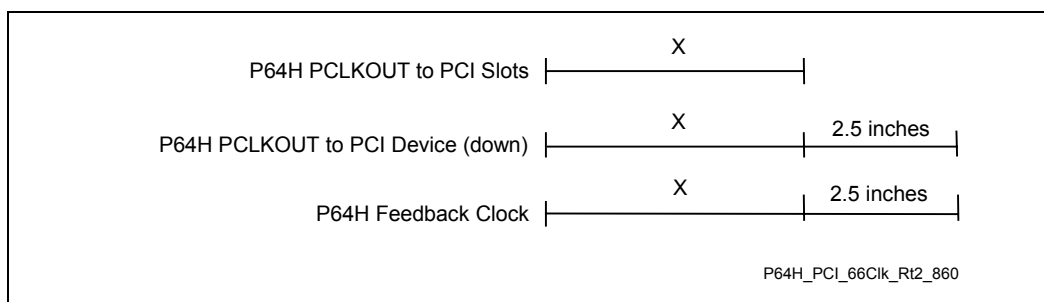 X
P64H PCLKOUT to PCI Slots
X
2.5 inches
P64H PCLKOUT to PCI Device (down)
X
2.5 inches
P64H Feedback Clock
P64H_PCI_66Clk_Rt2_860